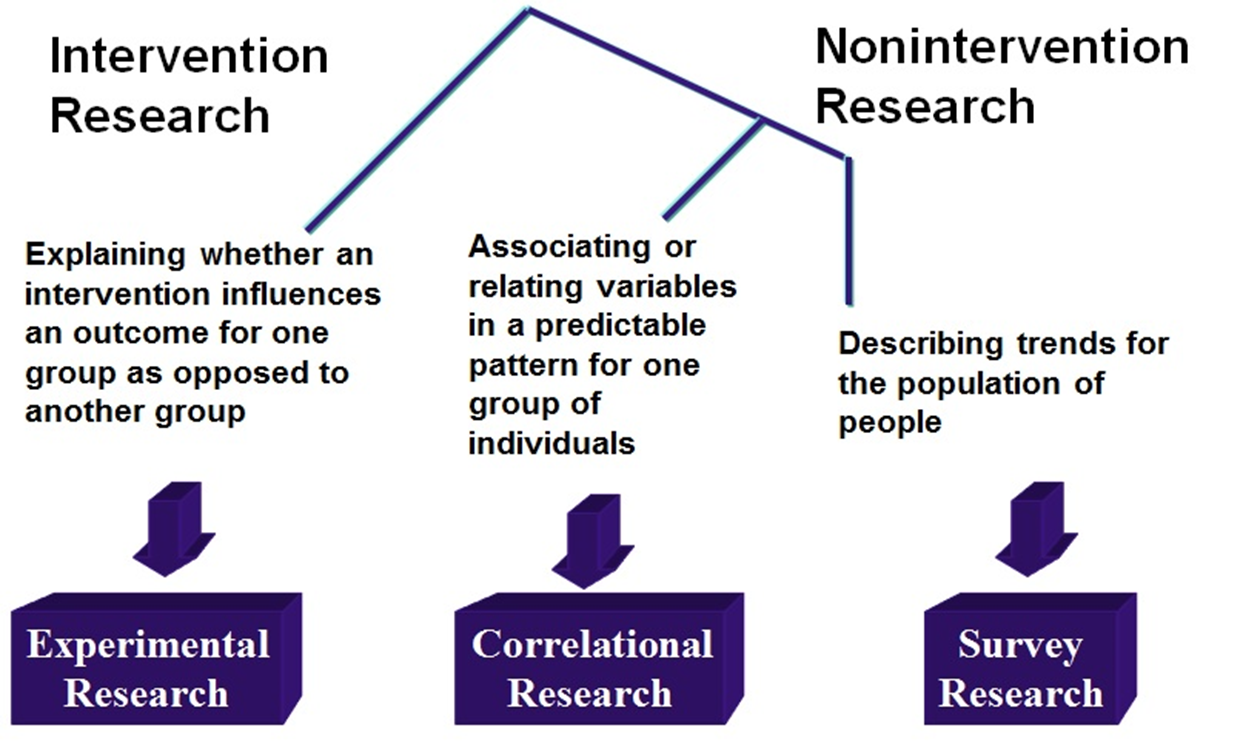 Intervention
Research
Nonintervention
Research
Explaining whether an
intervention influences
an outcome for one
group as opposed to
another group
Associating or
relating variables
in a predictable
pattern for one
group of
individuals
Describing trends for
the population of
people
Experimental
Research
Correlational
Research
Survey
Research